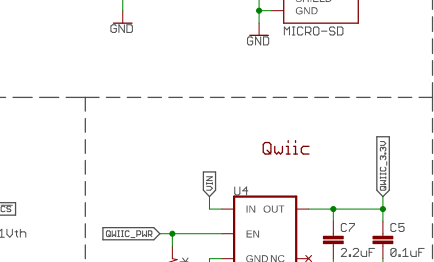 SHIELD
GND
GND
GND
MICRO-SD
Qwiic
QWIIC_3.3V
VIN
U4
CS
IN OUT
1Vth
QWIIC_PWR
EN
C7
C5
2.2uF
0.1uF
GND NC